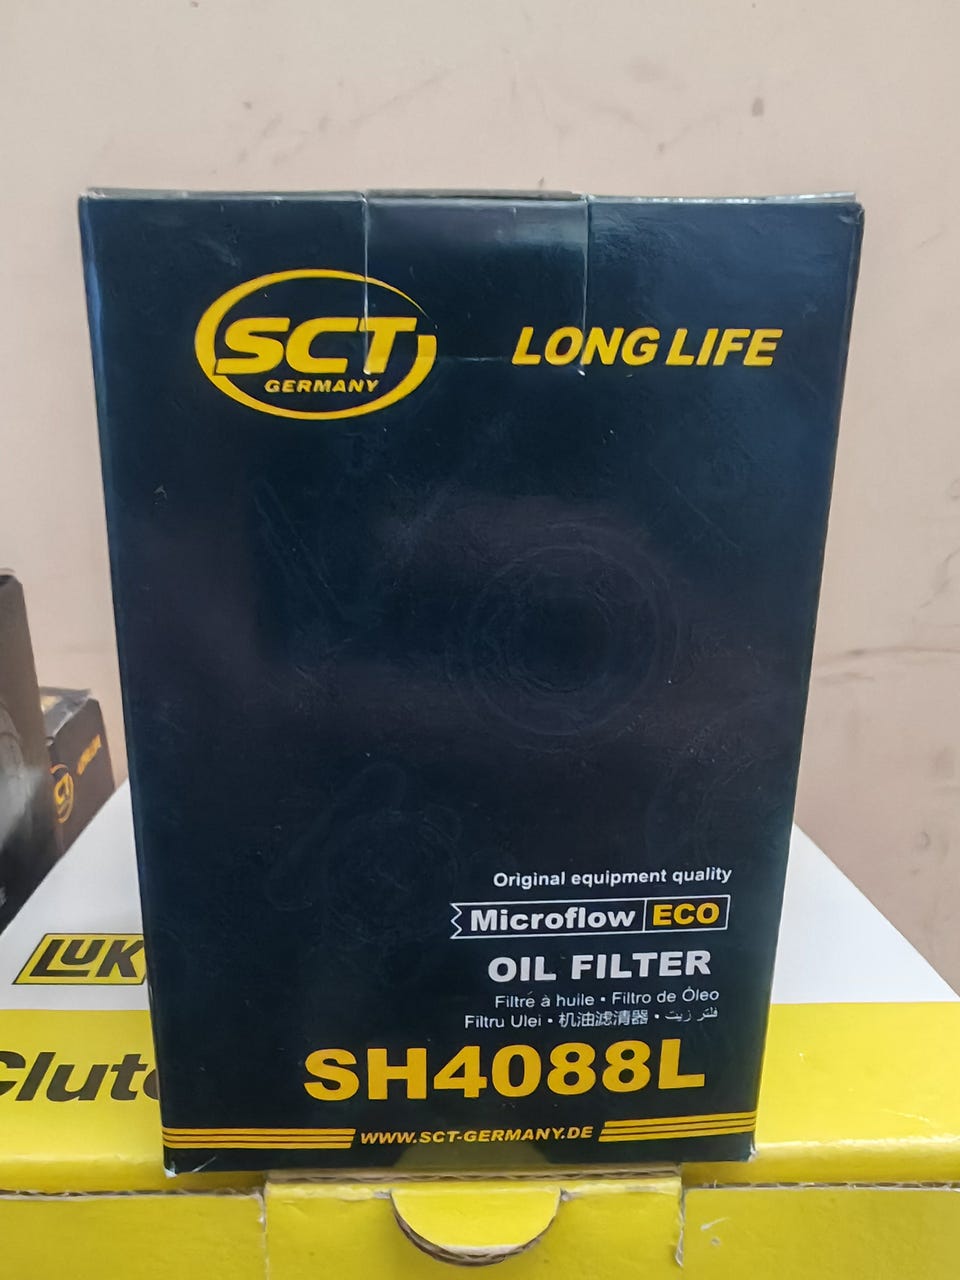 SCT
GERMANY
LONG LIFE
Original equipment quality
Microflow ECO
OIL FILTER
Filtre à huile • Filtro de Óleo
Filtru Ulei • 机油滤清器 • فلتر زيت
SH4088L
WWW.SCT-GERMANY.DE
LUK
Clutc